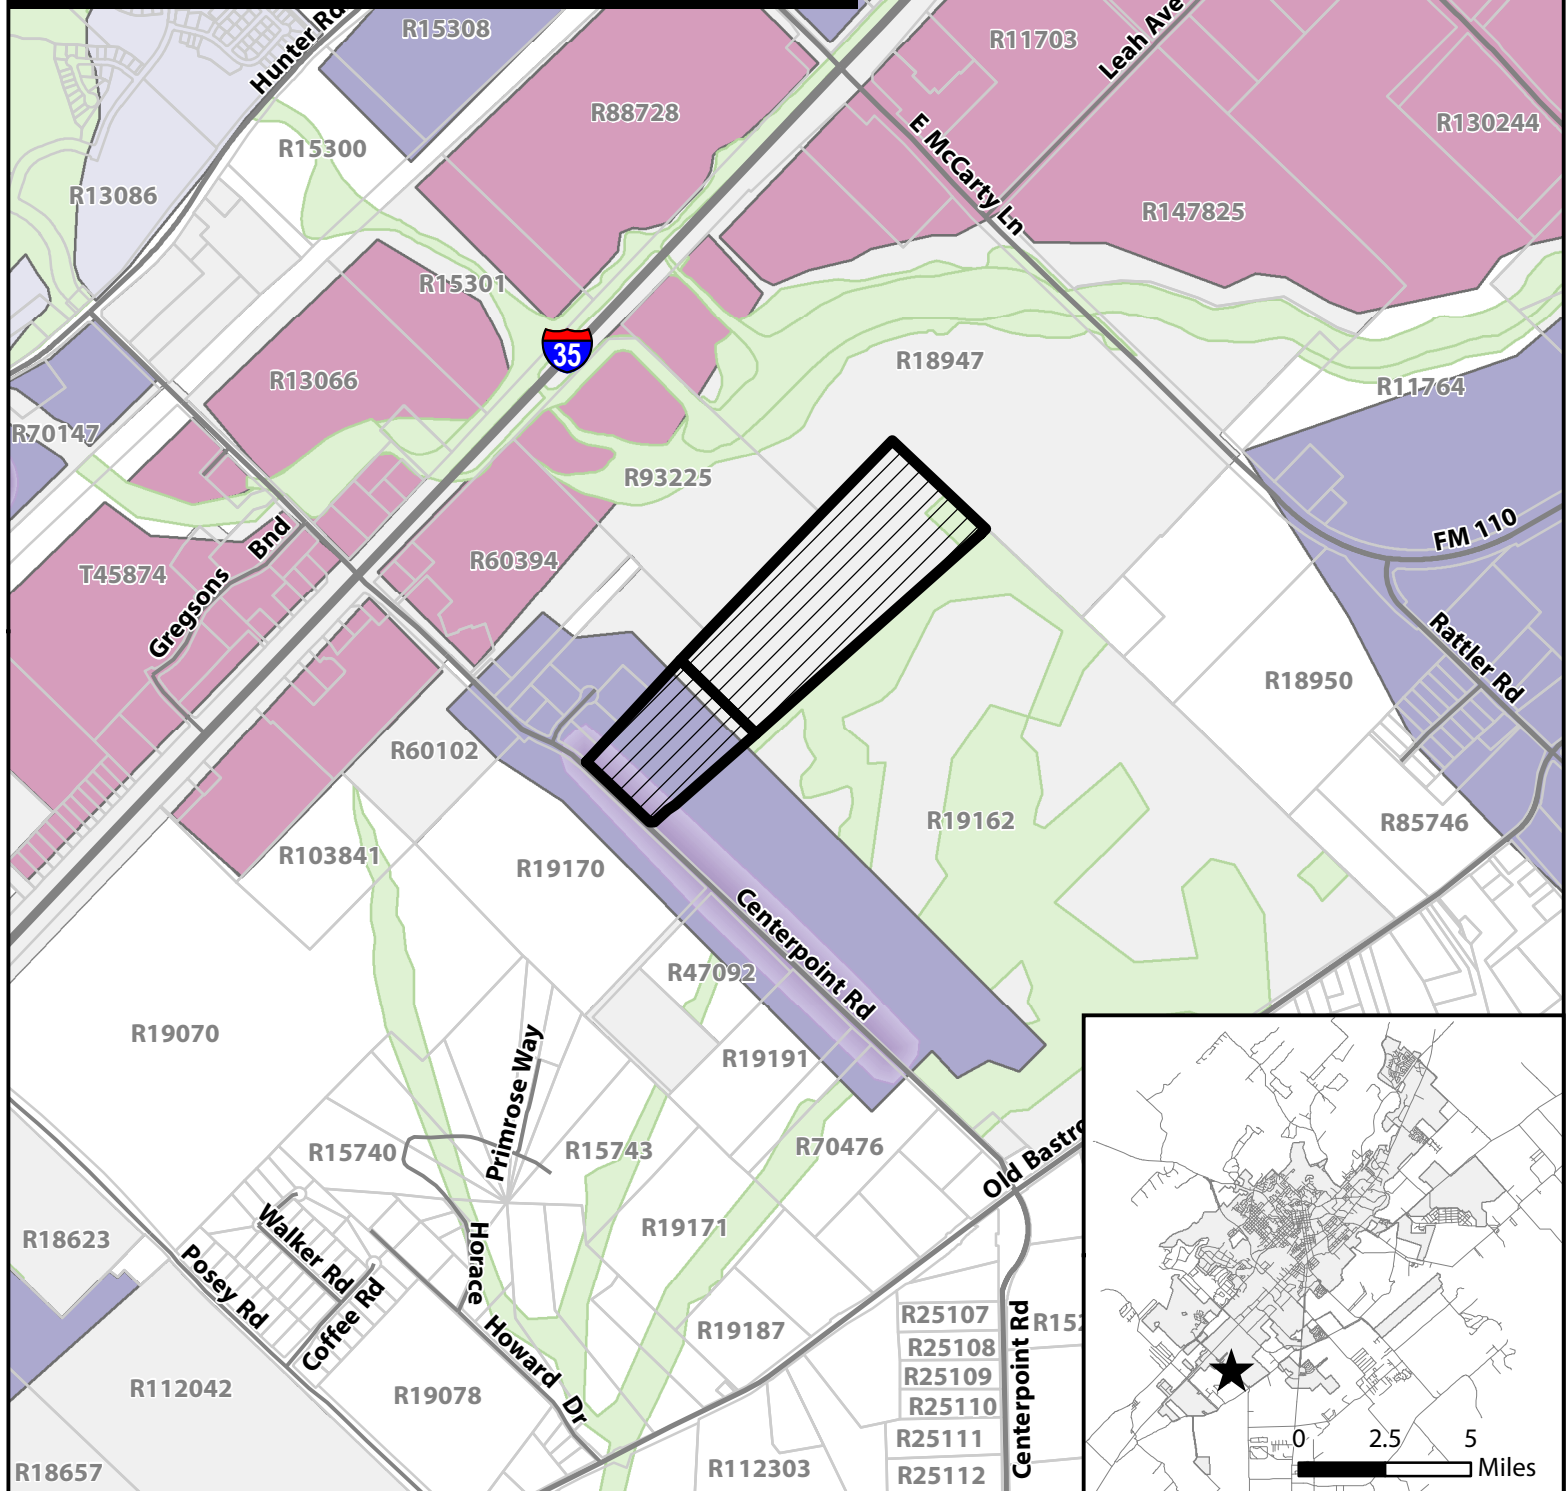 R15308
Hunter Rd
R11703
Leah Ave
R88728
R130244
R15300
E McCarty Ln
R13086
R147825
R15301
35
R18947
R13066
R11764
R70147
R93225
FM 110
R60394
T45874
Gregsons Bnd
Rattler Rd
R18950
R60102
R19162
R85746
R103841
R19170
Centerpoint Rd
R47092
R19070
R19191
Primrose Way
R15740
R15743
R70476
Old Bastro
R18623
Walker Rd
Horace
R19171
Posey Rd
Coffee Rd
R25107
R152
R19187
R25108
Howard Dr
R25109
R112042
R19078
R25110
Centerpoint Rd
R25111
R18657
R112303
R25112
0 2.5 5
Miles